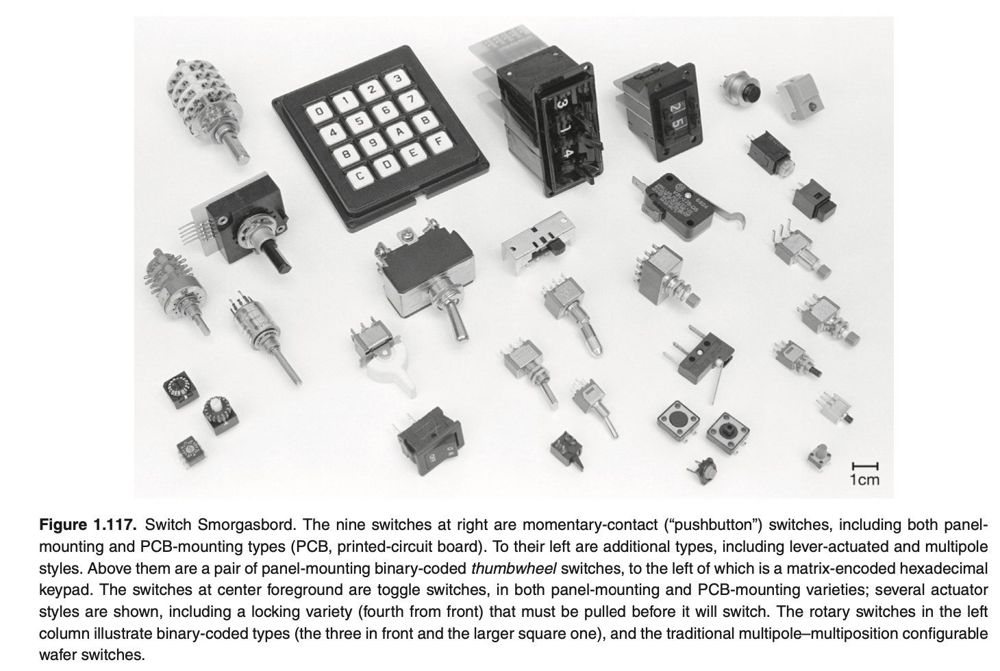 0 1 2 3
4 5 6 7
8 9 A B
C D E F
3
1
4
2
5
OFF
ON
1cm
Figure 1.117. Switch Smorgasbord. The nine switches at right are momentary-contact (“pushbutton”) switches, including both panel-
mounting and PCB-mounting types (PCB, printed-circuit board). To their left are additional types, including lever-actuated and multipole
styles. Above them are a pair of panel-mounting binary-coded thumbwheel switches, to the left of which is a matrix-encoded hexadecimal
keypad. The switches at center foreground are toggle switches, in both panel-mounting and PCB-mounting varieties; several actuator
styles are shown, including a locking variety (fourth from front) that must be pulled before it will switch. The rotary switches in the left
column illustrate binary-coded types (the three in front and the larger square one), and the traditional multipole–multiposition configurable
wafer switches.